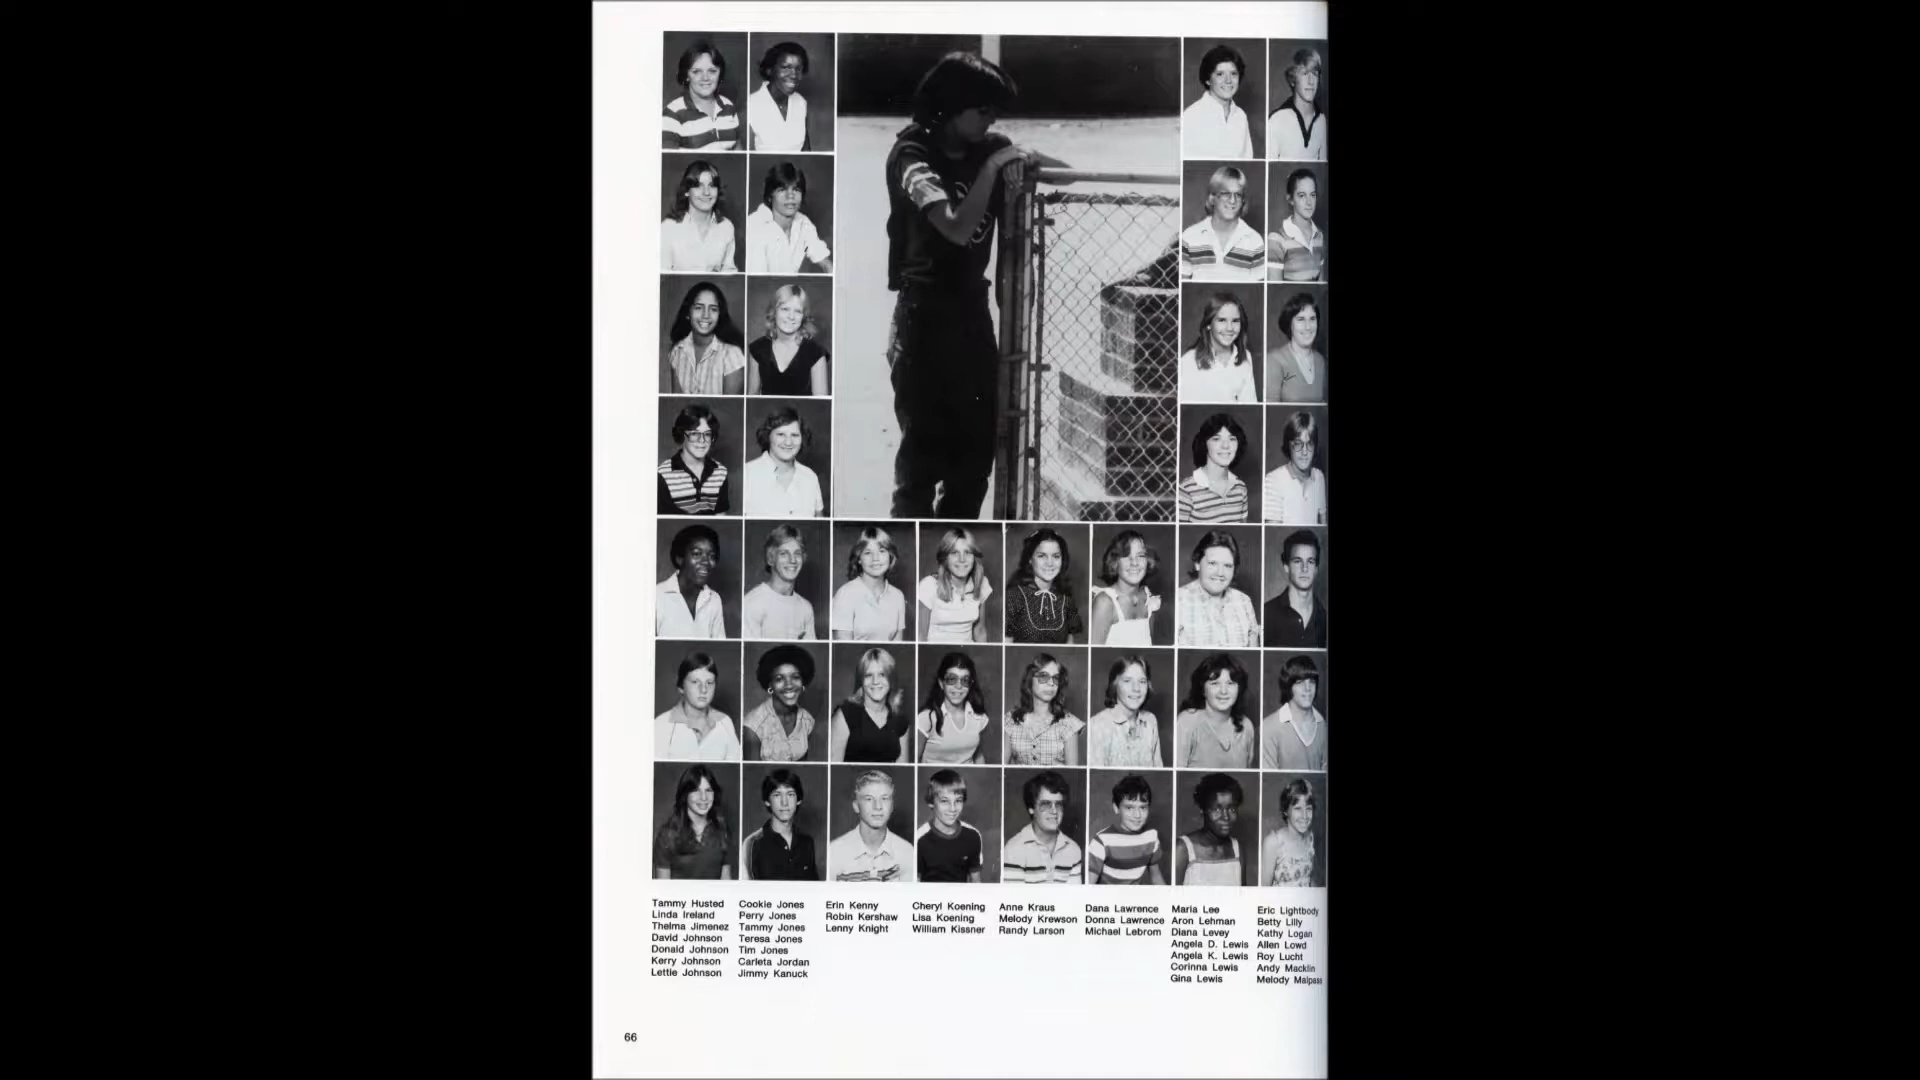 Tammy Husted
Linda Ireland
Thelma Jimenez
David Johnson
Donald Johnson
Kerry Johnson
Lettie Johnson
Cookie Jones
Perry Jones
Tammy Jones
Teresa Jones
Tim Jones
Carleta Jordan
Jimmy Kanuck
Erin Kenny
Robin Kershaw
Lenny Knight
Cheryl Koening
Lisa Koening
William Kissner
Anne Kraus
Melody Krewson
Randy Larson
Dana Lawrence
Donna Lawrence
Michael Lebrom
Maria Lee
Aron Lehman
Diana Levey
Angela D. Lewis
Angela K. Lewis
Corinna Lewis
Gina Lewis
Eric Lightbody
Betty Lilly
Kathy Logan
Allen Lowd
Roy Lucht
Andy Macklin
Melody Malpass
66